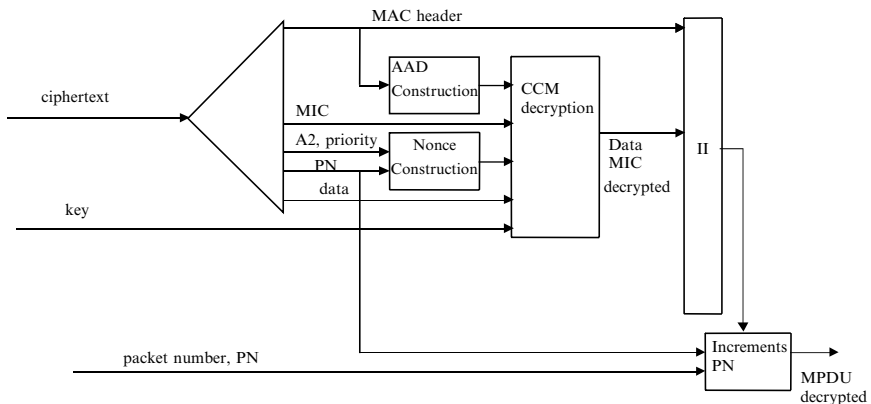 MAC header
AAD
Construction
CCM
decryption
ciphertext
MIC
A2, priority
Nonce
Construction
PN
data
Data
MIC
decrypted
II
key
packet number, PN
Increments
PN
MPDU
decrypted